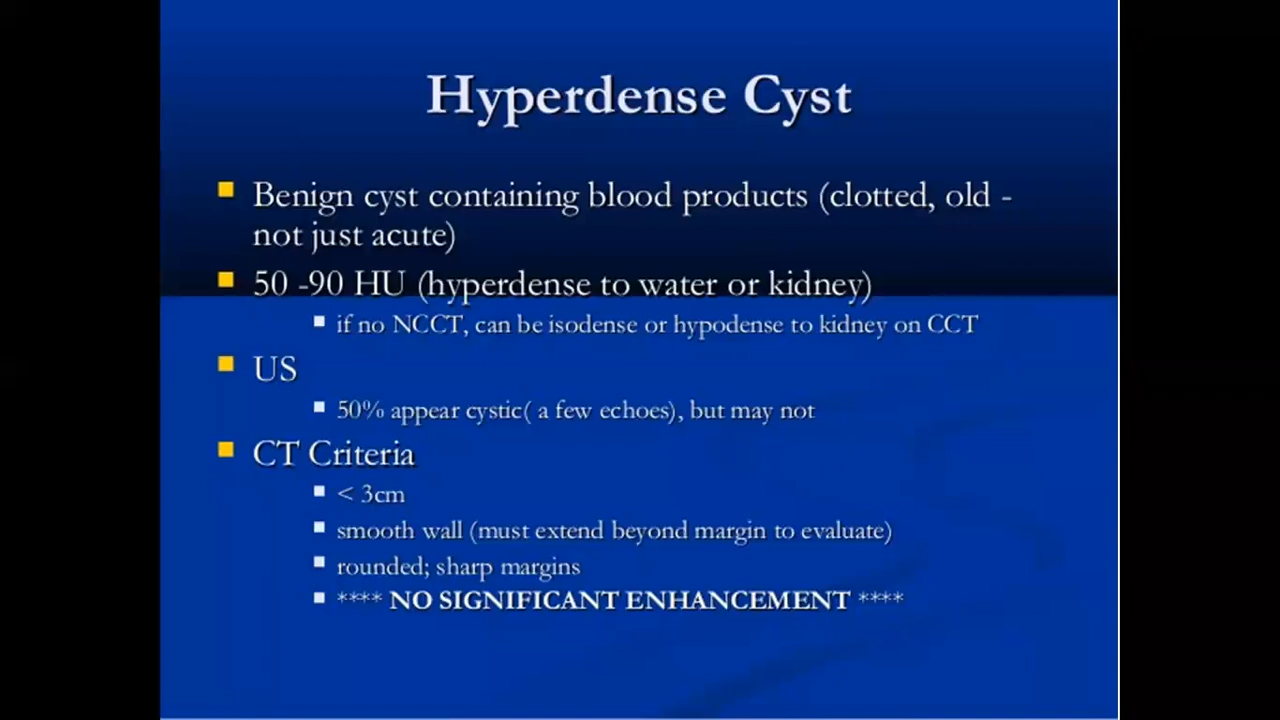 Hyperdense Cyst
Benign cyst containing blood products (clotted, old -
not just acute)
50 -90 HU (hyperdense to water or kidney)
if no NCCT, can be isodense or hypodense to kidney on CCT
US
50% appear cystic( a few echoes), but may not
CT Criteria
< 3cm
smooth wall (must extend beyond margin to evaluate)
rounded; sharp margins
**** NO SIGNIFICANT ENHANCEMENT ****